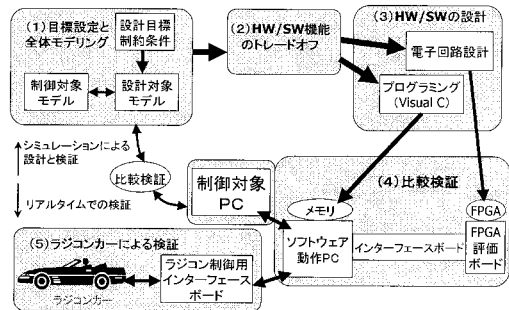 (1)目標設定と
全体モデリング
設計目標
制約条件
制御対象
モデル
設計対象
モデル
(2)HW/SW機能
のトレードオフ
(3)HW/SWの設計
電子回路設計
プログラミング
(Visual C)
シミュレーションによる
設計と検証
リアルタイムでの検証
比較検証
制御対象
PC
(4)比較検証
メモリ
FPGA
ソフトウェア
動作PC
インターフェースボード
FPGA
評価
ボード
(5)ラジコンカーによる検証
ラジコンカー
ラジコン制御用
インターフェース
ボード